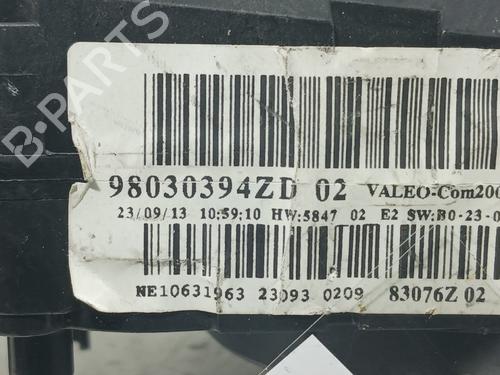 98030394ZD 02 VALEO-Com200
23/09/13 10:59:10 HW:5847 02 E2 SW:B0-23-0
NE10631963 23093 0209 83076Z 02
B-PARTS